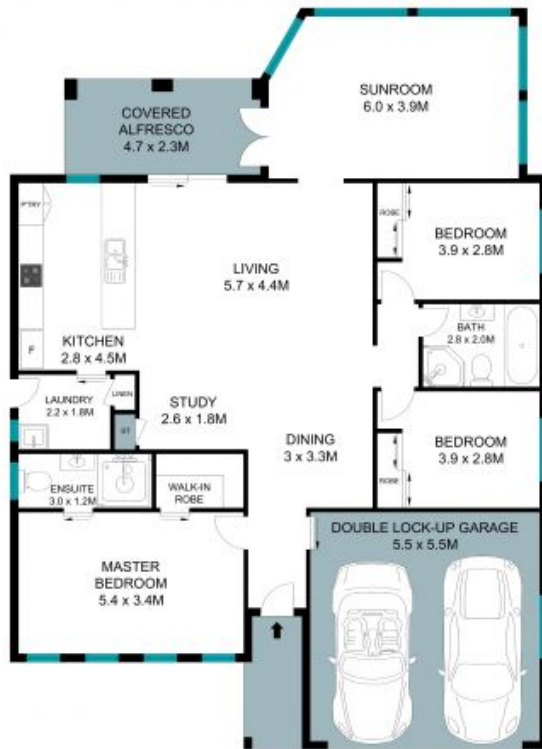 SUNROOM
6.0 x 3.9M
COVERED
ALFRESCO
4.7 x 2.3M
P'TRY
ROBE
BEDROOM
3.9 x 2.8M
LIVING
5.7 x 4.4M
BATH
2.8 x 2.0M
KITCHEN
2.8 x 4.5M
F
LAUNDRY
2.2 x 1.8M
LINEN
STUDY
2.6 x 1.8M
ST
DINING
3 x 3.3M
BEDROOM
3.9 x 2.8M
ROBE
ENSUITE
3.0 x 1.2M
WALK-IN
ROBE
DOUBLE LOCK-UP GARAGE
5.5 x 5.5M
MASTER
BEDROOM
5.4 x 3.4M